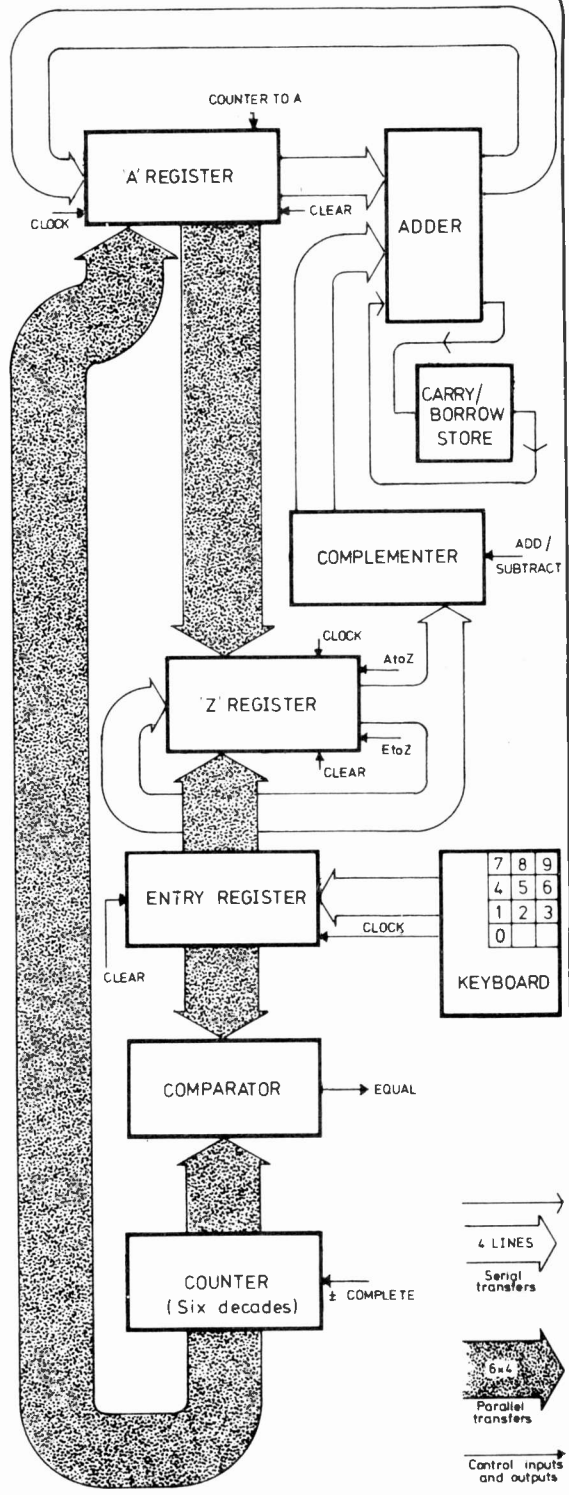 COUNTER TO A
'A' REGISTER
CLOCK
CLEAR
ADDER
CARRY/
BORROW
STORE
COMPLEMENTER
ADD/
SUBTRACT
CLOCK
AtoZ
'Z' REGISTER
EtoZ
CLEAR
ENTRY REGISTER
CLOCK
CLEAR
7 8 9
4 5 6
1 2 3
0
KEYBOARD
COMPARATOR
EQUAL
COUNTER
(Six decades)
± COMPLETE
4 LINES
Serial
transfers
6x4
Parallel
transfers
Control inputs
and outputs